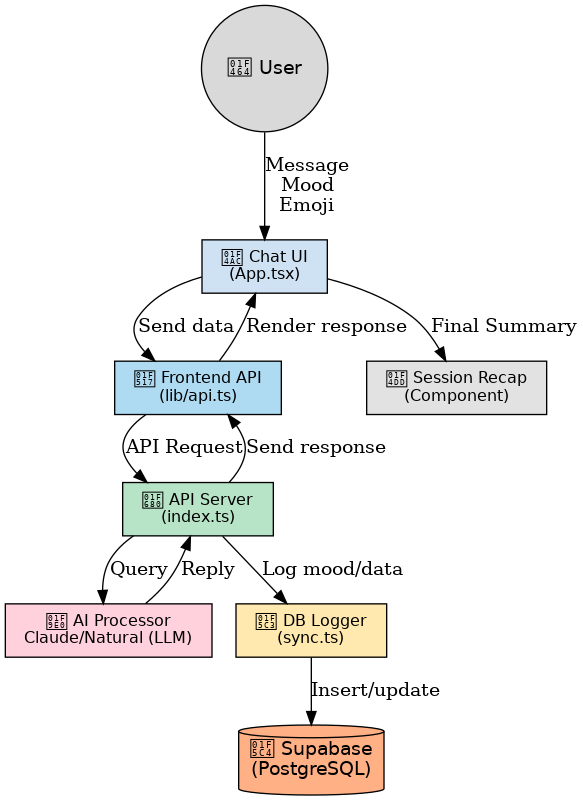 User
Message
Mood
Emoji
Chat UI
(App.tsx)
Send data
Render response
Final Summary
Frontend API
(lib/api.ts)
Session Recap
(Component)
API Request
Send response
API Server
(index.ts)
Query
Reply
Log mood/data
AI Processor
Claude/Natural (LLM)
DB Logger
(sync.ts)
Insert/update
Supabase
(PostgreSQL)